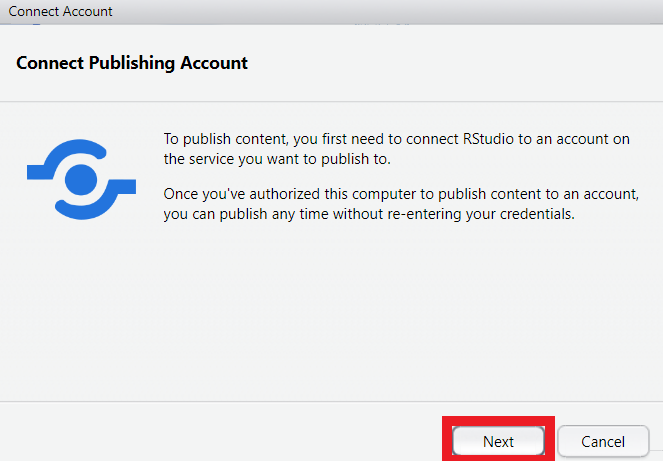 Connect Account
Connect Publishing Account
To publish content, you first need to connect RStudio to an account on
the service you want to publish to.
Once you've authorized this computer to publish content to an account,
you can publish any time without re-entering your credentials.
Next
Cancel